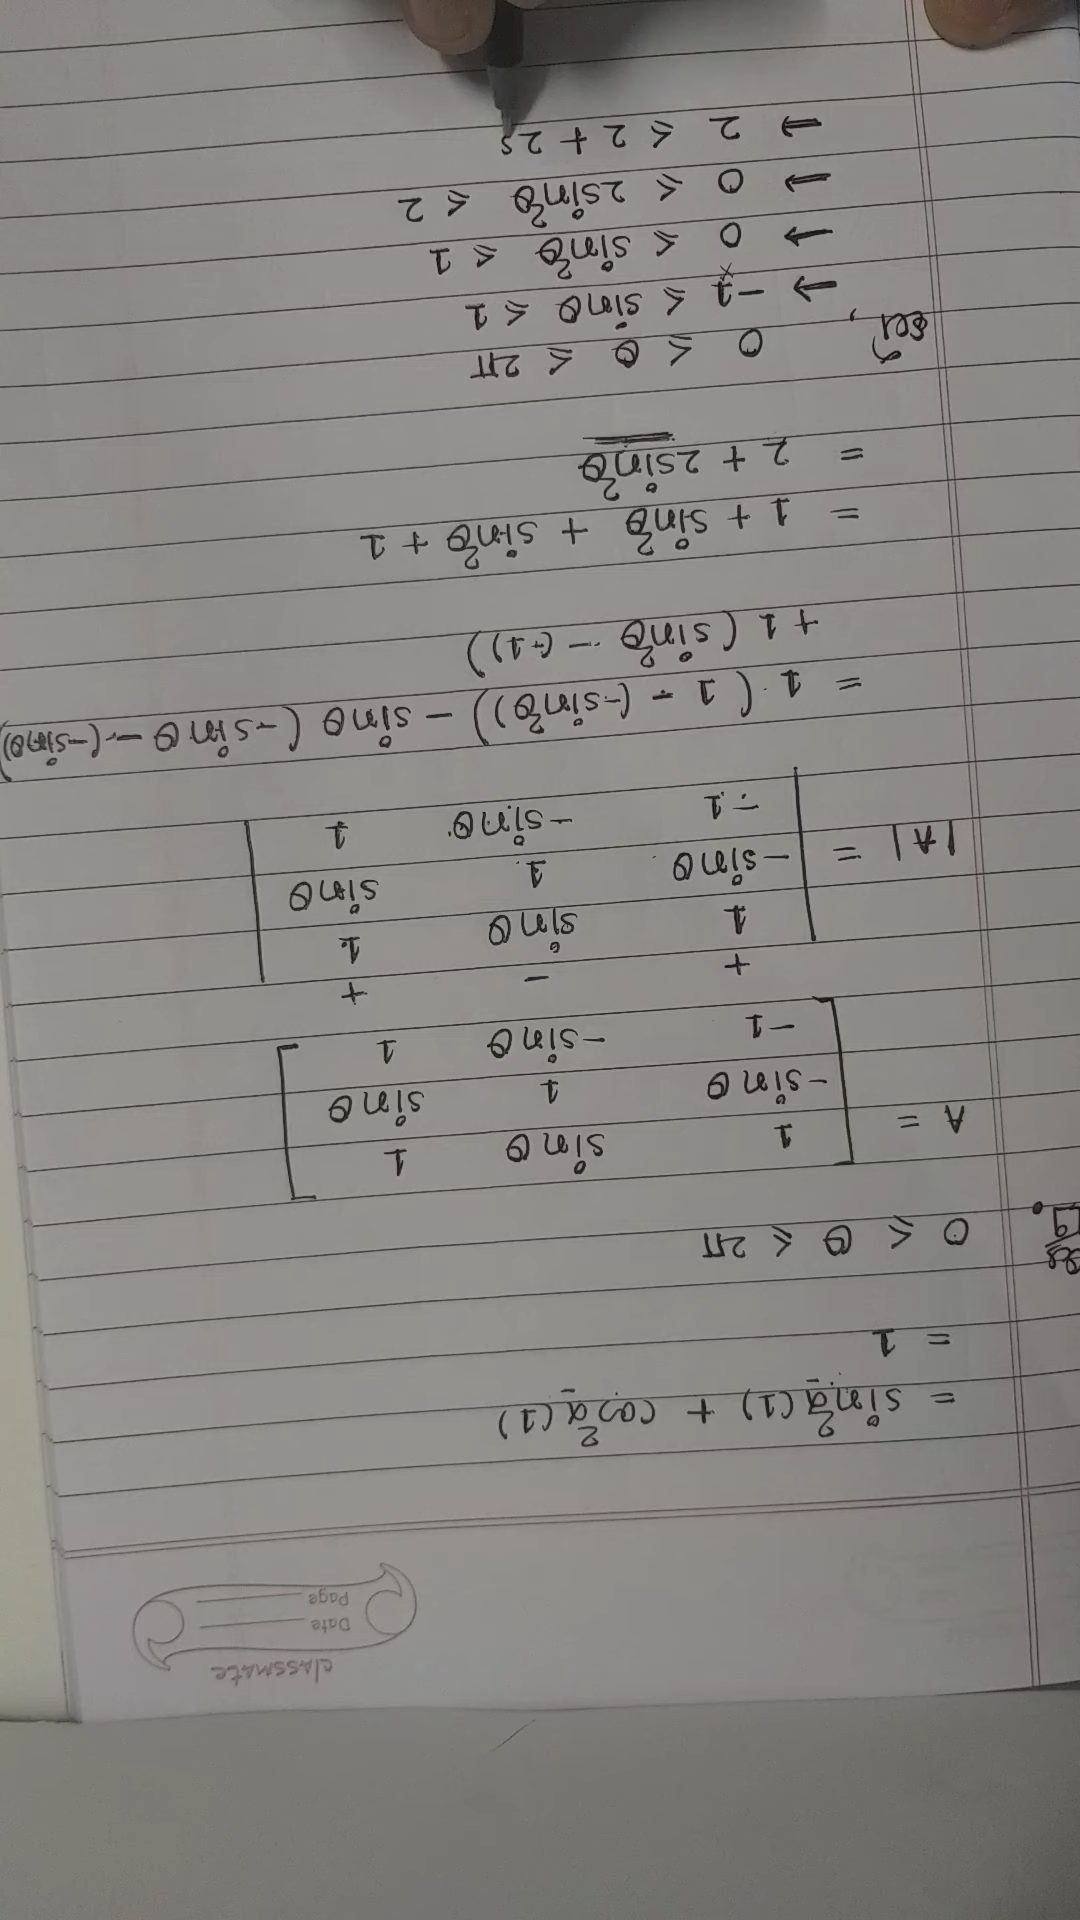 classmate
Date
Page
= sin²α(1) + cos²α(1)
= 1
0 ≤ θ ≤ 2π
A = [ 1 sinθ 1
-sinθ 1 sinθ
-1 -sinθ 1 ]
+ - +
1 sinθ 1
|A| = -sinθ 1 sinθ
-1 -sinθ 1
= 1 (1 - (-sin²θ)) - sinθ (-sinθ - (-sinθ)
+ 1 (sin²θ - (-1))
= 1 + sin²θ + sin²θ + 1
= 2 + 2sin²θ
0 ≤ θ ≤ 2π
→ -1 ≤ sinθ ≤ 1
→ 0 ≤ sin²θ ≤ 1
→ 0 ≤ 2sin²θ ≤ 2
→ 2 ≤ 2 + 2s